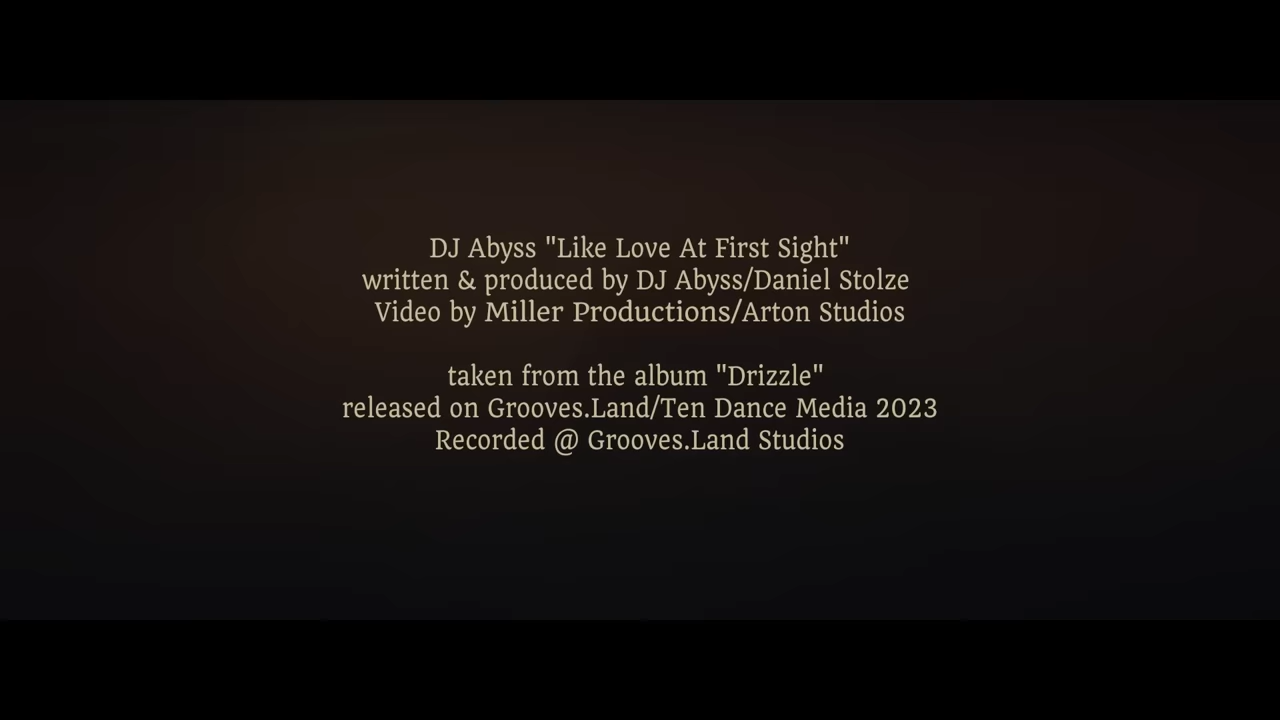 DJ Abyss "Like Love At First Sight"
written & produced by DJ Abyss/Daniel Stolze
Video by Miller Productions/Arton Studios
taken from the album "Drizzle"
released on Grooves.Land/Ten Dance Media 2023
Recorded @ Grooves.Land Studios